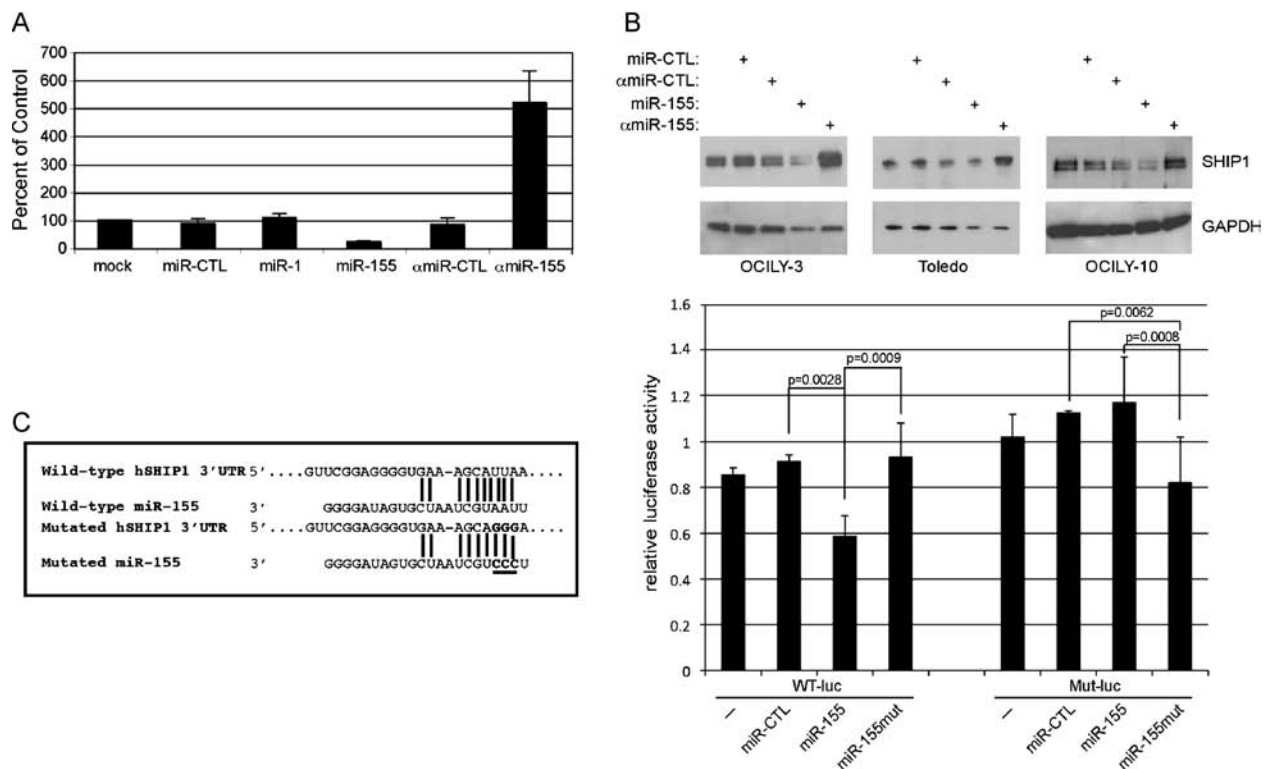 A
Percent of Control
700
600
500
400
300
200
100
0
mock miR-CTL miR-1 miR-155 αmiR-CTL αmiR-155
B
miR-CTL: + + +
αmiR-CTL: + + +
miR-155: + + +
αmiR-155: + + +
SHIP1
GAPDH
OCILY-3 Toledo OCILY-10
C
Wild-type hSHIP1 3'UTR 5'....GUUCGGAGGGGUGAA-AGCAUUAA....
Wild-type miR-155 3' GGGGAUAGUGCUAAUCGUAAUU
Mutated hSHIP1 3'UTR 5'....GUUCGGAGGGGUGAA-AGCAGGGA....
Mutated miR-155 3' GGGGAUAGUGCUAAUCGUCCCU
relative luciferase activity
1.6
1.4
1.2
1
0.8
0.6
0.4
0.2
0
p=0.0028
p=0.0009
p=0.0062
p=0.0008
WT-luc Mut-luc
– miR-CTL miR-155 miR-155mut – miR-CTL miR-155 miR-155mut